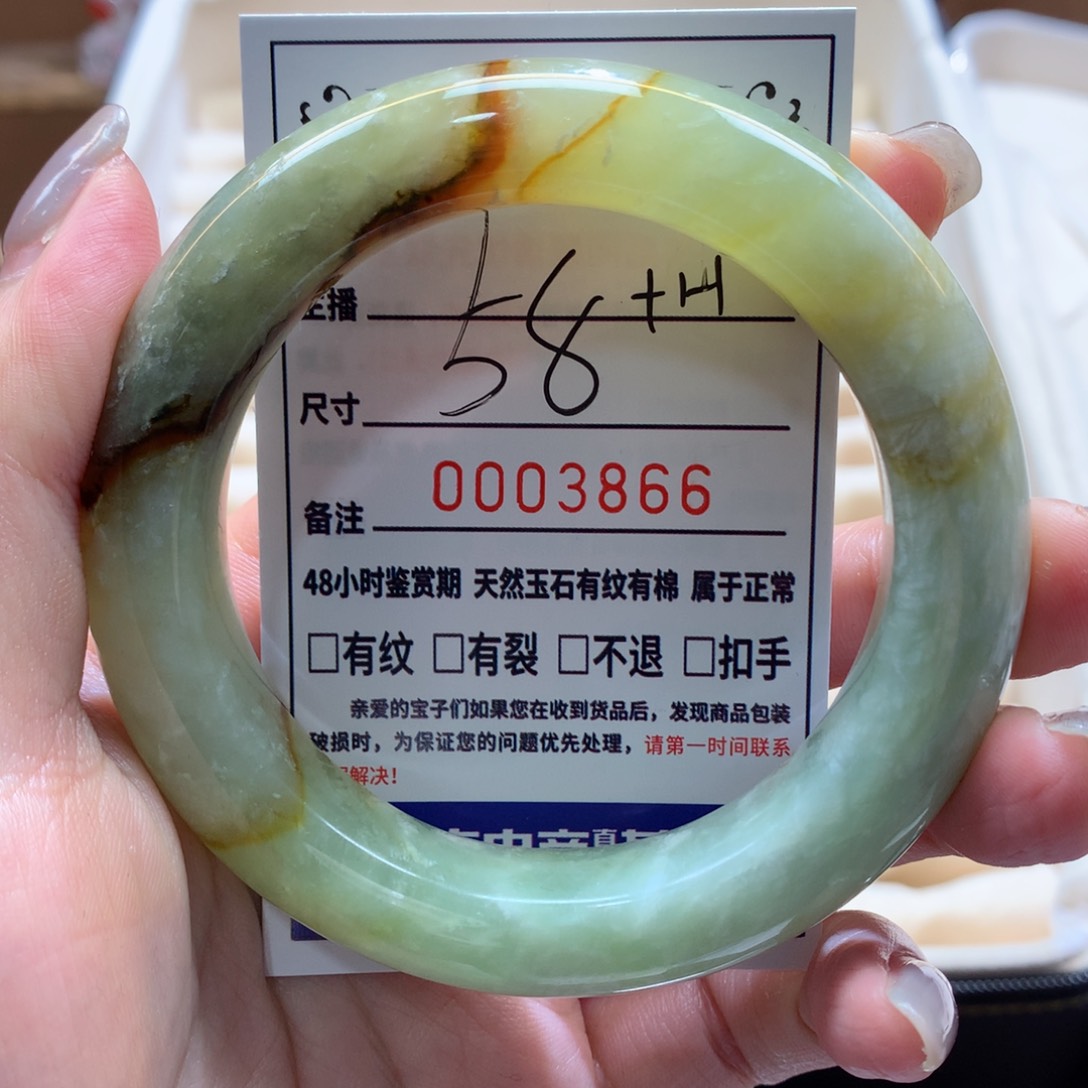 主播
58+H
尺寸
备注 0003866
48小时鉴赏期 天然玉石有纹有棉 属于正常
□有纹 □有裂 □不退 □扣手
亲爱的宝子们如果您在收到货品后，发现商品包装
破损时，为保证您的问题优先处理，请第一时间联系
解决！